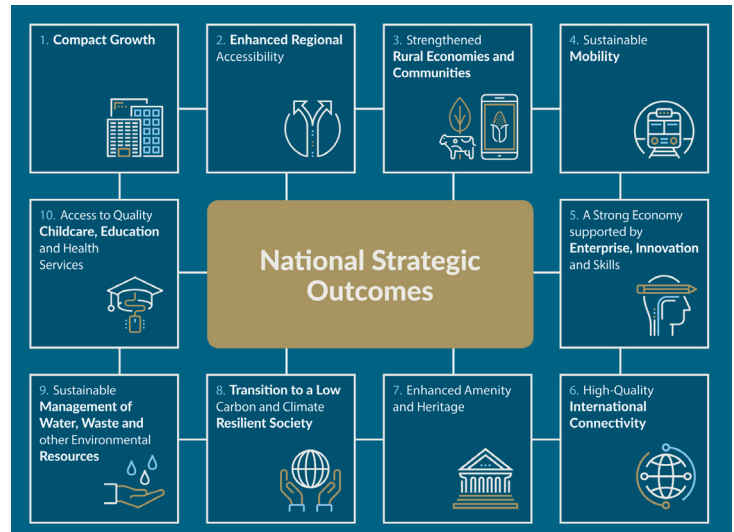 1. Compact Growth
2. Enhanced Regional
Accessibility
3. Strengthened
Rural Economies and
Communities
4. Sustainable
Mobility
10. Access to Quality
Childcare, Education
and Health
Services
National Strategic
Outcomes
5. A Strong Economy
supported by
Enterprise, Innovation
and Skills
9. Sustainable
Management of
Water, Waste and
other Environmental
Resources
8. Transition to a Low
Carbon and Climate
Resilient Society
7. Enhanced Amenity
and Heritage
6. High-Quality
International
Connectivity